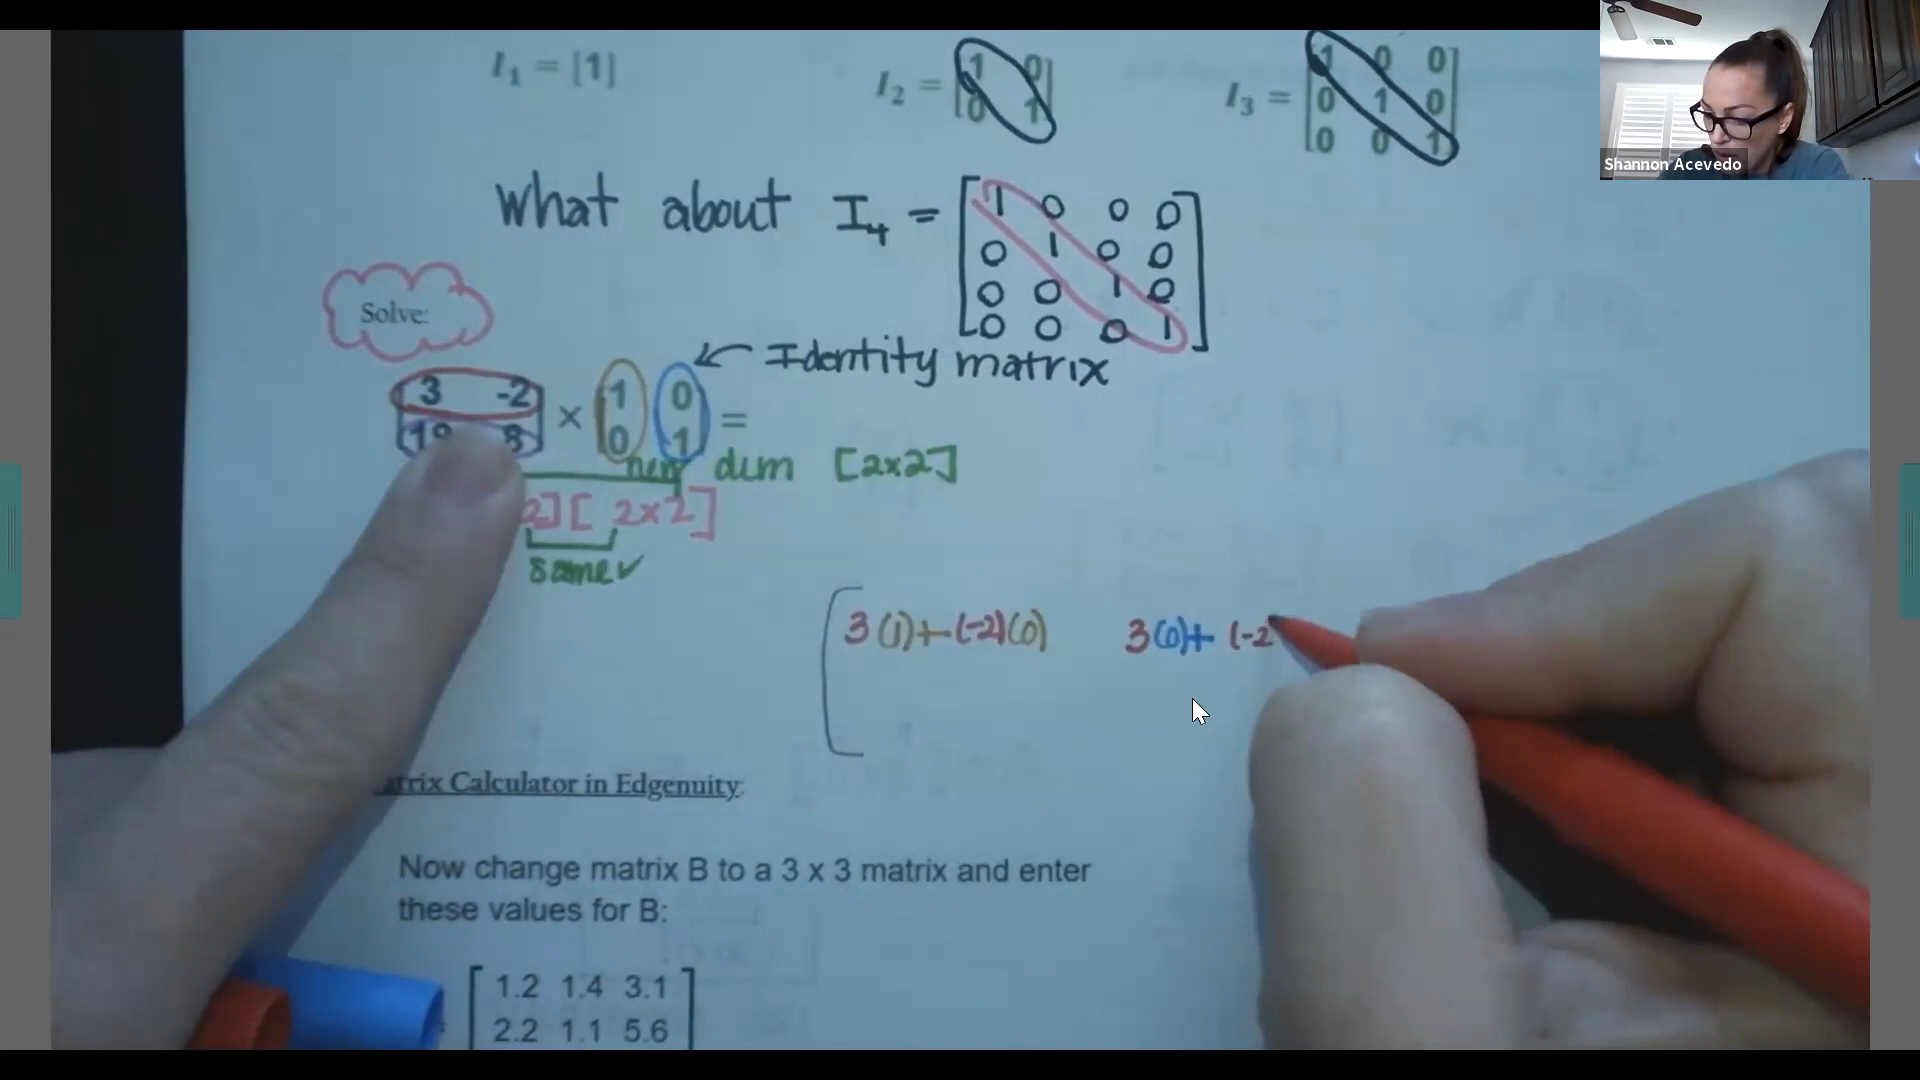 I1 = [1]
I2 = [1 0
0 1]
I3 = [1 0 0
0 1 0
0 0 1]
Shannon Acevedo
What about I4 = [1 0 0 0
0 1 0 0
0 0 1 0
0 0 0 1]
Solve:
Identity matrix
3 -2 × 1 0 =
8 0 1
new dim [2x2]
2][ 2x2]
same✓
3(1)+(-2)(0) 3(0)+ (-2
trix Calculator in Edgenuity:
Now change matrix B to a 3 x 3 matrix and enter
these values for B:
1.2 1.4 3.1
2.2 1.1 5.6